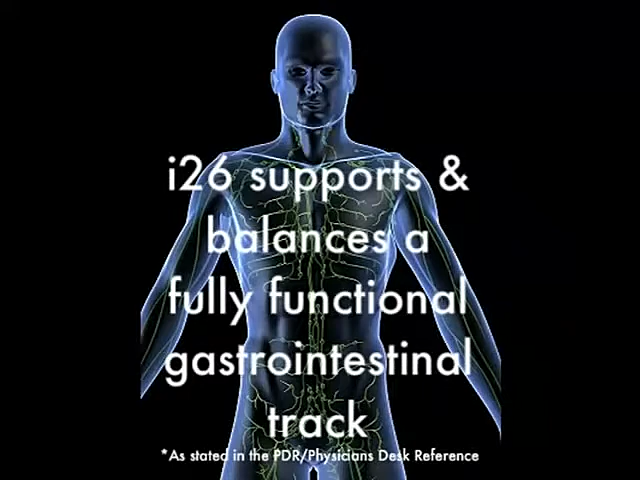 i26 supports &
balances a
fully functional
gastrointestinal
track
*As stated in the PDR/Physicians Desk Reference